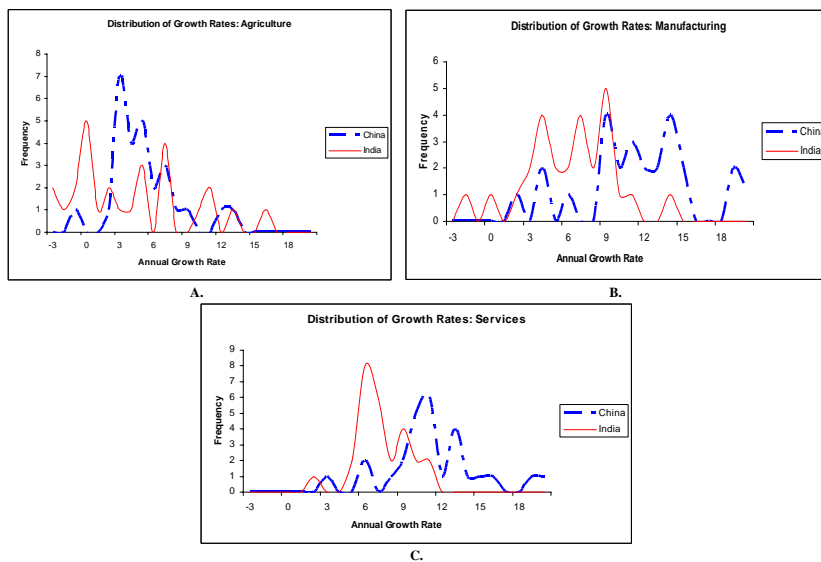 Distribution of Growth Rates: Agriculture
8
7
6
5
4
3
2
1
0
Frequency
-3 0 3 6 9 12 15 18
Annual Growth Rate
China
India
A.
Distribution of Growth Rates: Manufacturing
6
5
4
3
2
1
0
Frequency
-3 0 3 6 9 12 15 18
Annual Growth Rate
China
India
B.
Distribution of Growth Rates: Services
9
8
7
6
5
4
3
2
1
0
Frequency
-3 0 3 6 9 12 15 18
Annual Growth Rate
China
India
C.